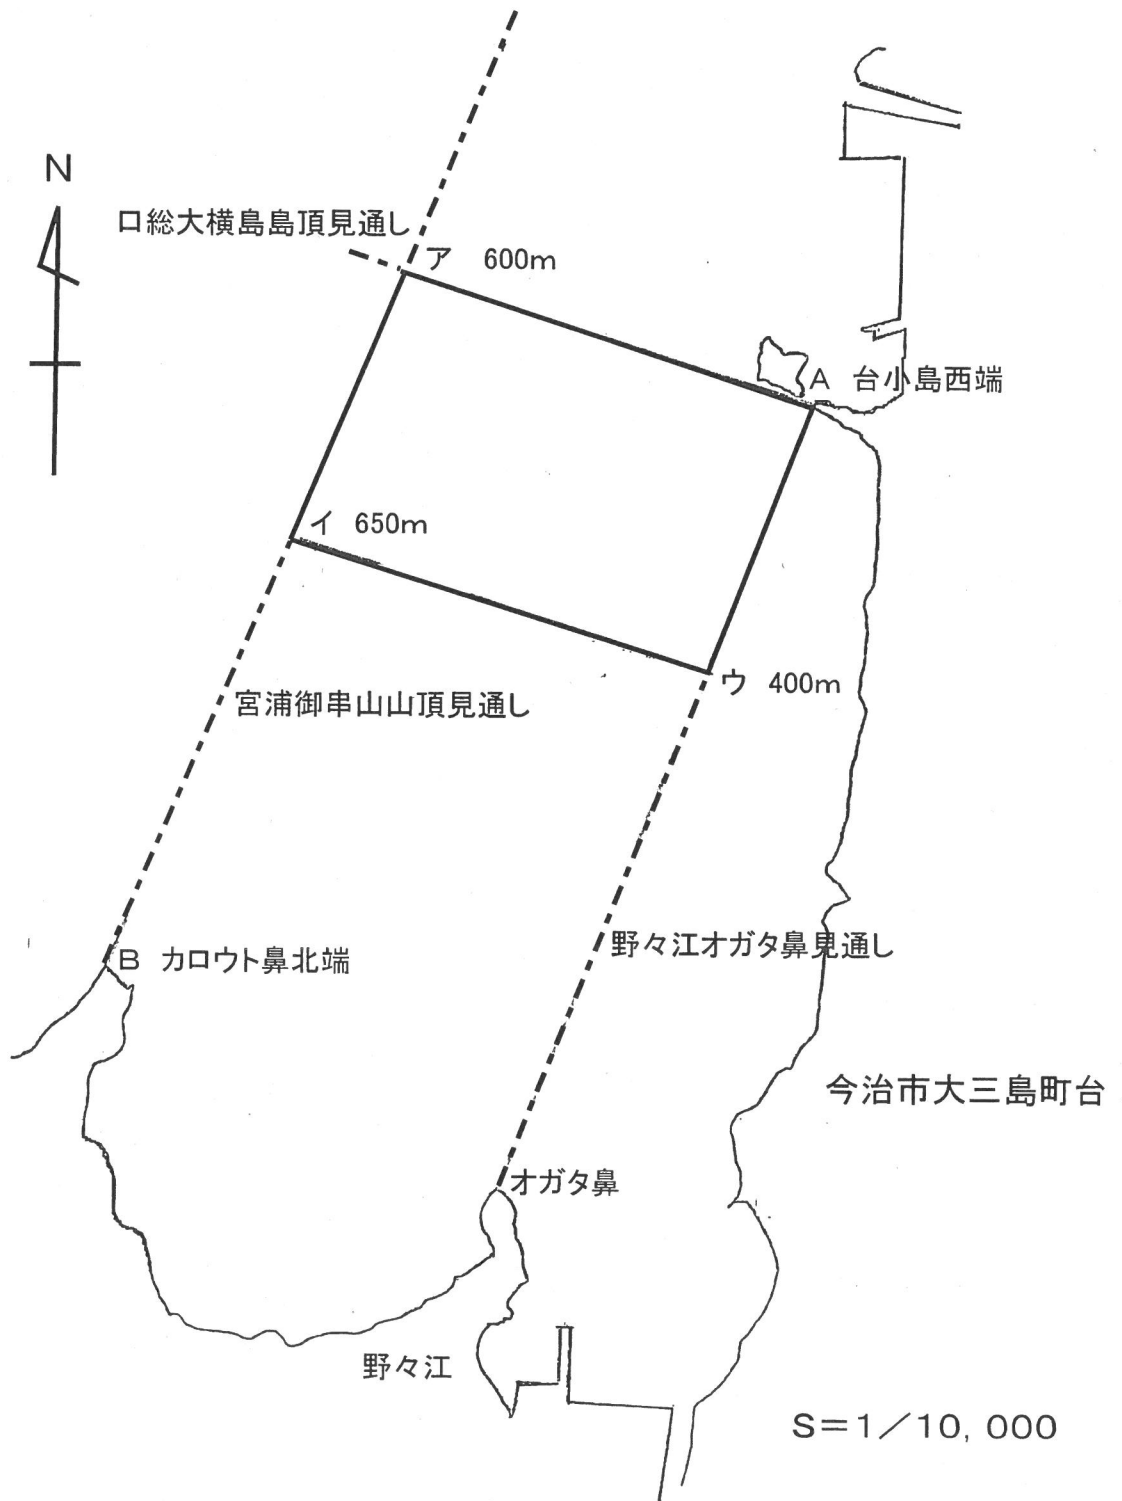 N
口総大横島島頂見通し
ア 600m
A 台小島西端
イ 650m
ウ 400m
宮浦御串山山頂見通し
野々江オガタ鼻見通し
B カロウト鼻北端
今治市大三島町台
オガタ鼻
野々江
S=1/10,000